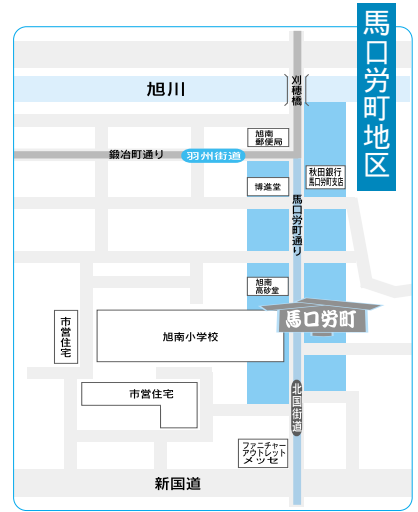 馬口労町地区
旭川
刈穂橋
旭南
郵便局
鍛冶町通り
羽州街道
秋田銀行
馬口労町支店
博進堂
馬口労町通り
旭南
高砂堂
馬口労町
市営住宅
旭南小学校
市営住宅
北国街道
ファニチャー
アウトレット
メッセ
新国道